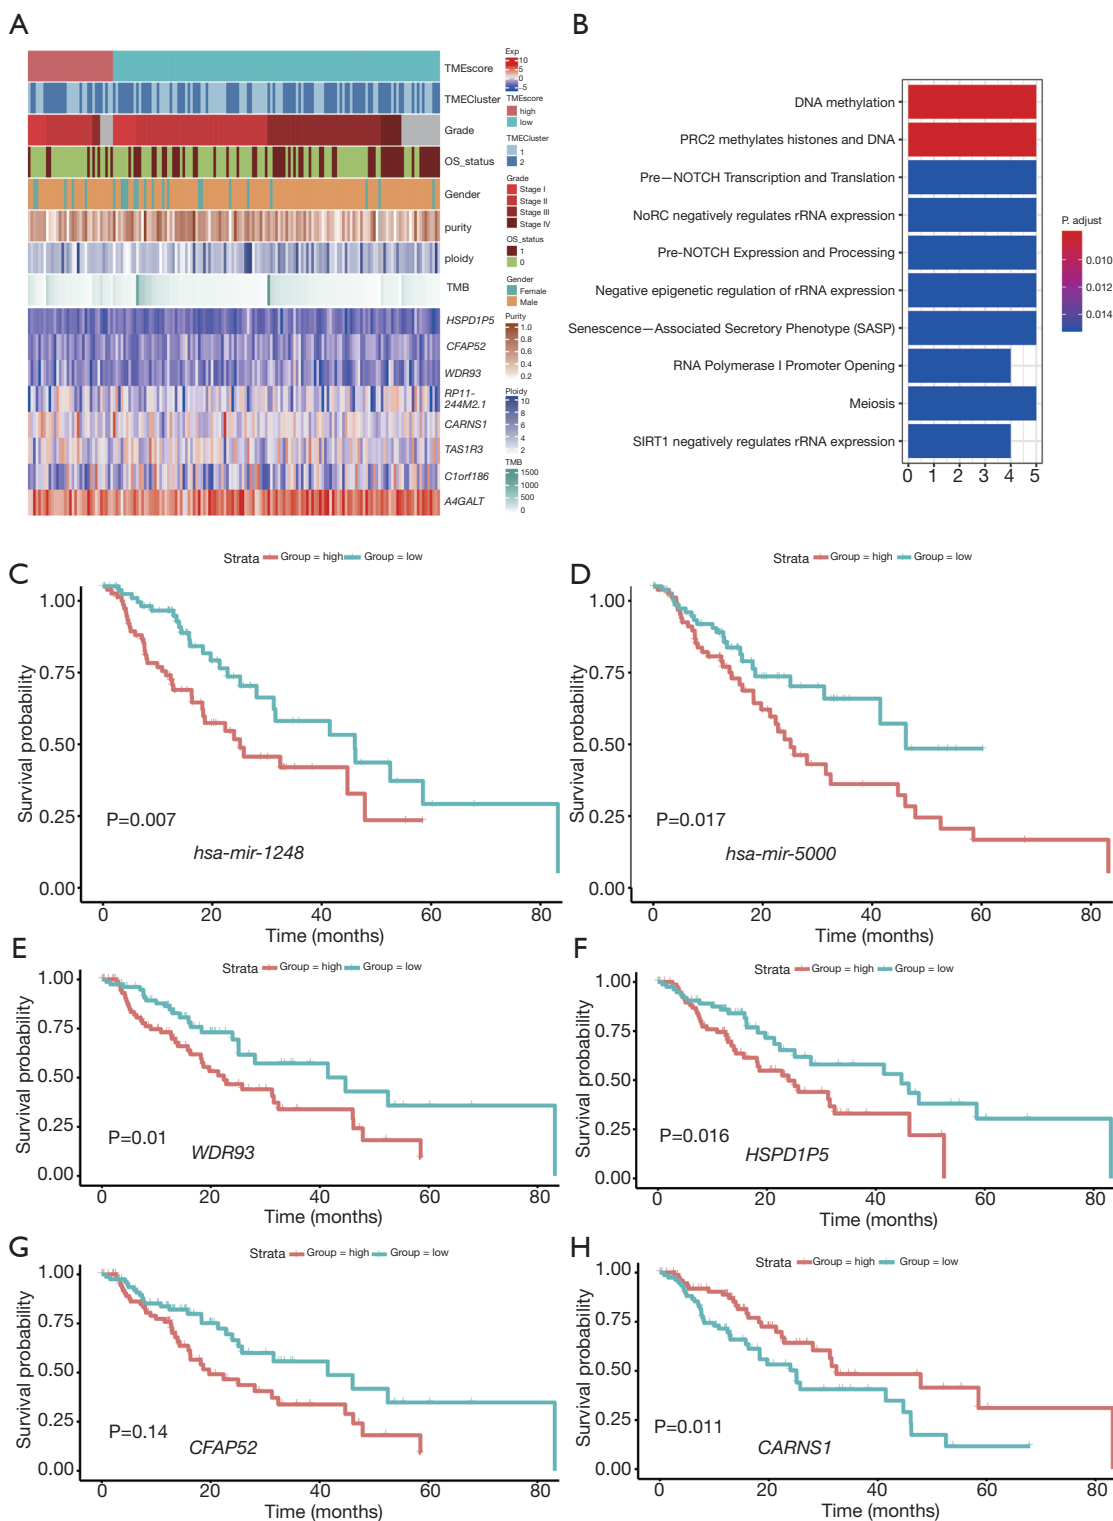 A
TMEscore
TMECluster
Grade
OS_status
Gender
purity
ploidy
TMB
HSPD1P5
CFAP52
WDR93
RP11-
244M2.1
CARNS1
TAS1R3
C1orf186
A4GALT
Exp
10
5
0
−5
TMEscore
high
low
TMECluster
1
2
Grade
Stage I
Stage II
Stage III
Stage IV
OS_status
1
0
Gender
Female
Male
Purity
1.0
0.8
0.6
0.4
0.2
Ploidy
10
8
6
4
2
TMB
1500
1000
500
0
B
DNA methylation
PRC2 methylates histones and DNA
Pre−NOTCH Transcription and Translation
NoRC negatively regulates rRNA expression
Pre-NOTCH Expression and Processing
Negative epigenetic regulation of rRNA expression
Senescence−Associated Secretory Phenotype (SASP)
RNA Polymerase I Promoter Opening
Meiosis
SIRT1 negatively regulates rRNA expression
0 1 2 3 4 5
P. adjust
0.010
0.012
0.014
C
Strata Group = high Group = low
Survival probability
1.00
0.75
0.50
0.25
0.00
P=0.007
hsa-mir-1248
0 20 40 60 80
Time (months)
D
Strata Group = high Group = low
Survival probability
1.00
0.75
0.50
0.25
0.00
P=0.017
hsa-mir-5000
0 20 40 60 80
Time (months)
E
Strata Group = high Group = low
Survival probability
1.00
0.75
0.50
0.25
0.00
P=0.01
WDR93
0 20 40 60 80
Time (months)
F
Strata Group = high Group = low
Survival probability
1.00
0.75
0.50
0.25
0.00
P=0.016
HSPD1P5
0 20 40 60 80
Time (months)
G
Strata Group = high Group = low
Survival probability
1.00
0.75
0.50
0.25
0.00
P=0.14
CFAP52
0 20 40 60 80
Time (months)
H
Strata Group = high Group = low
Survival probability
1.00
0.75
0.50
0.25
0.00
P=0.011
CARNS1
0 20 40 60 80
Time (months)